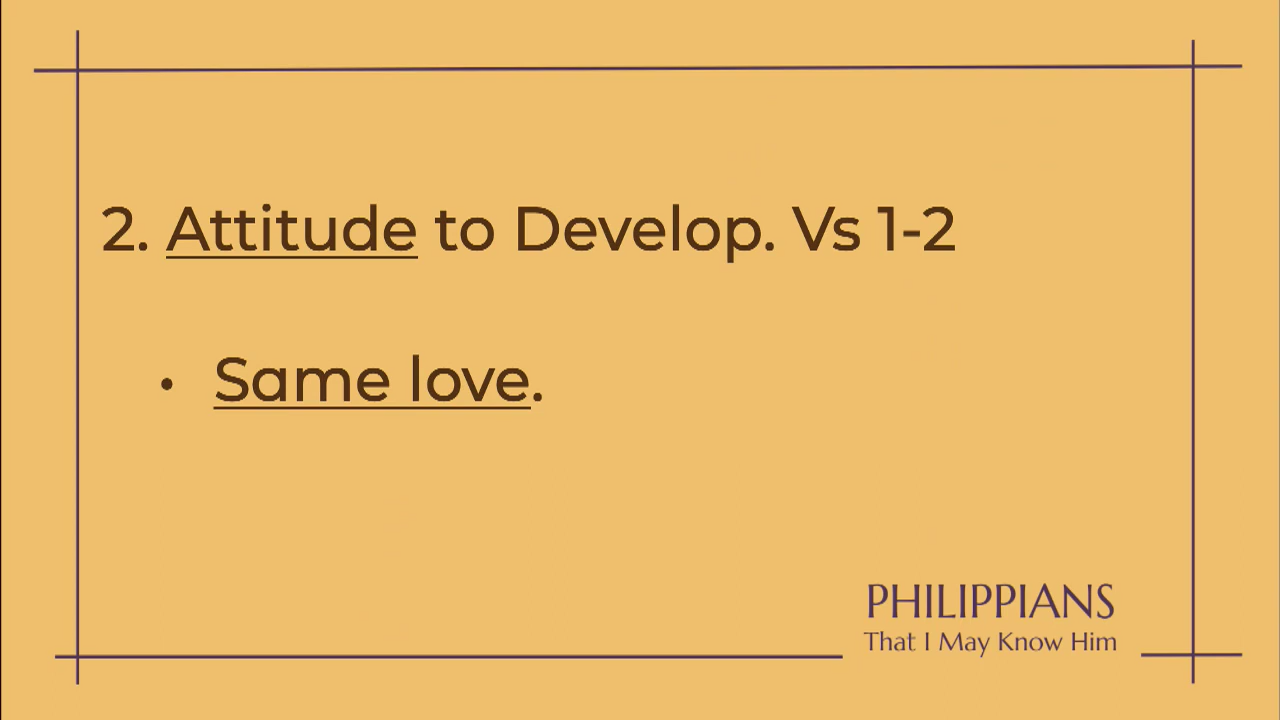 2. Attitude to Develop. Vs 1-2
• Same love.
PHILIPPIANS
That I May Know Him